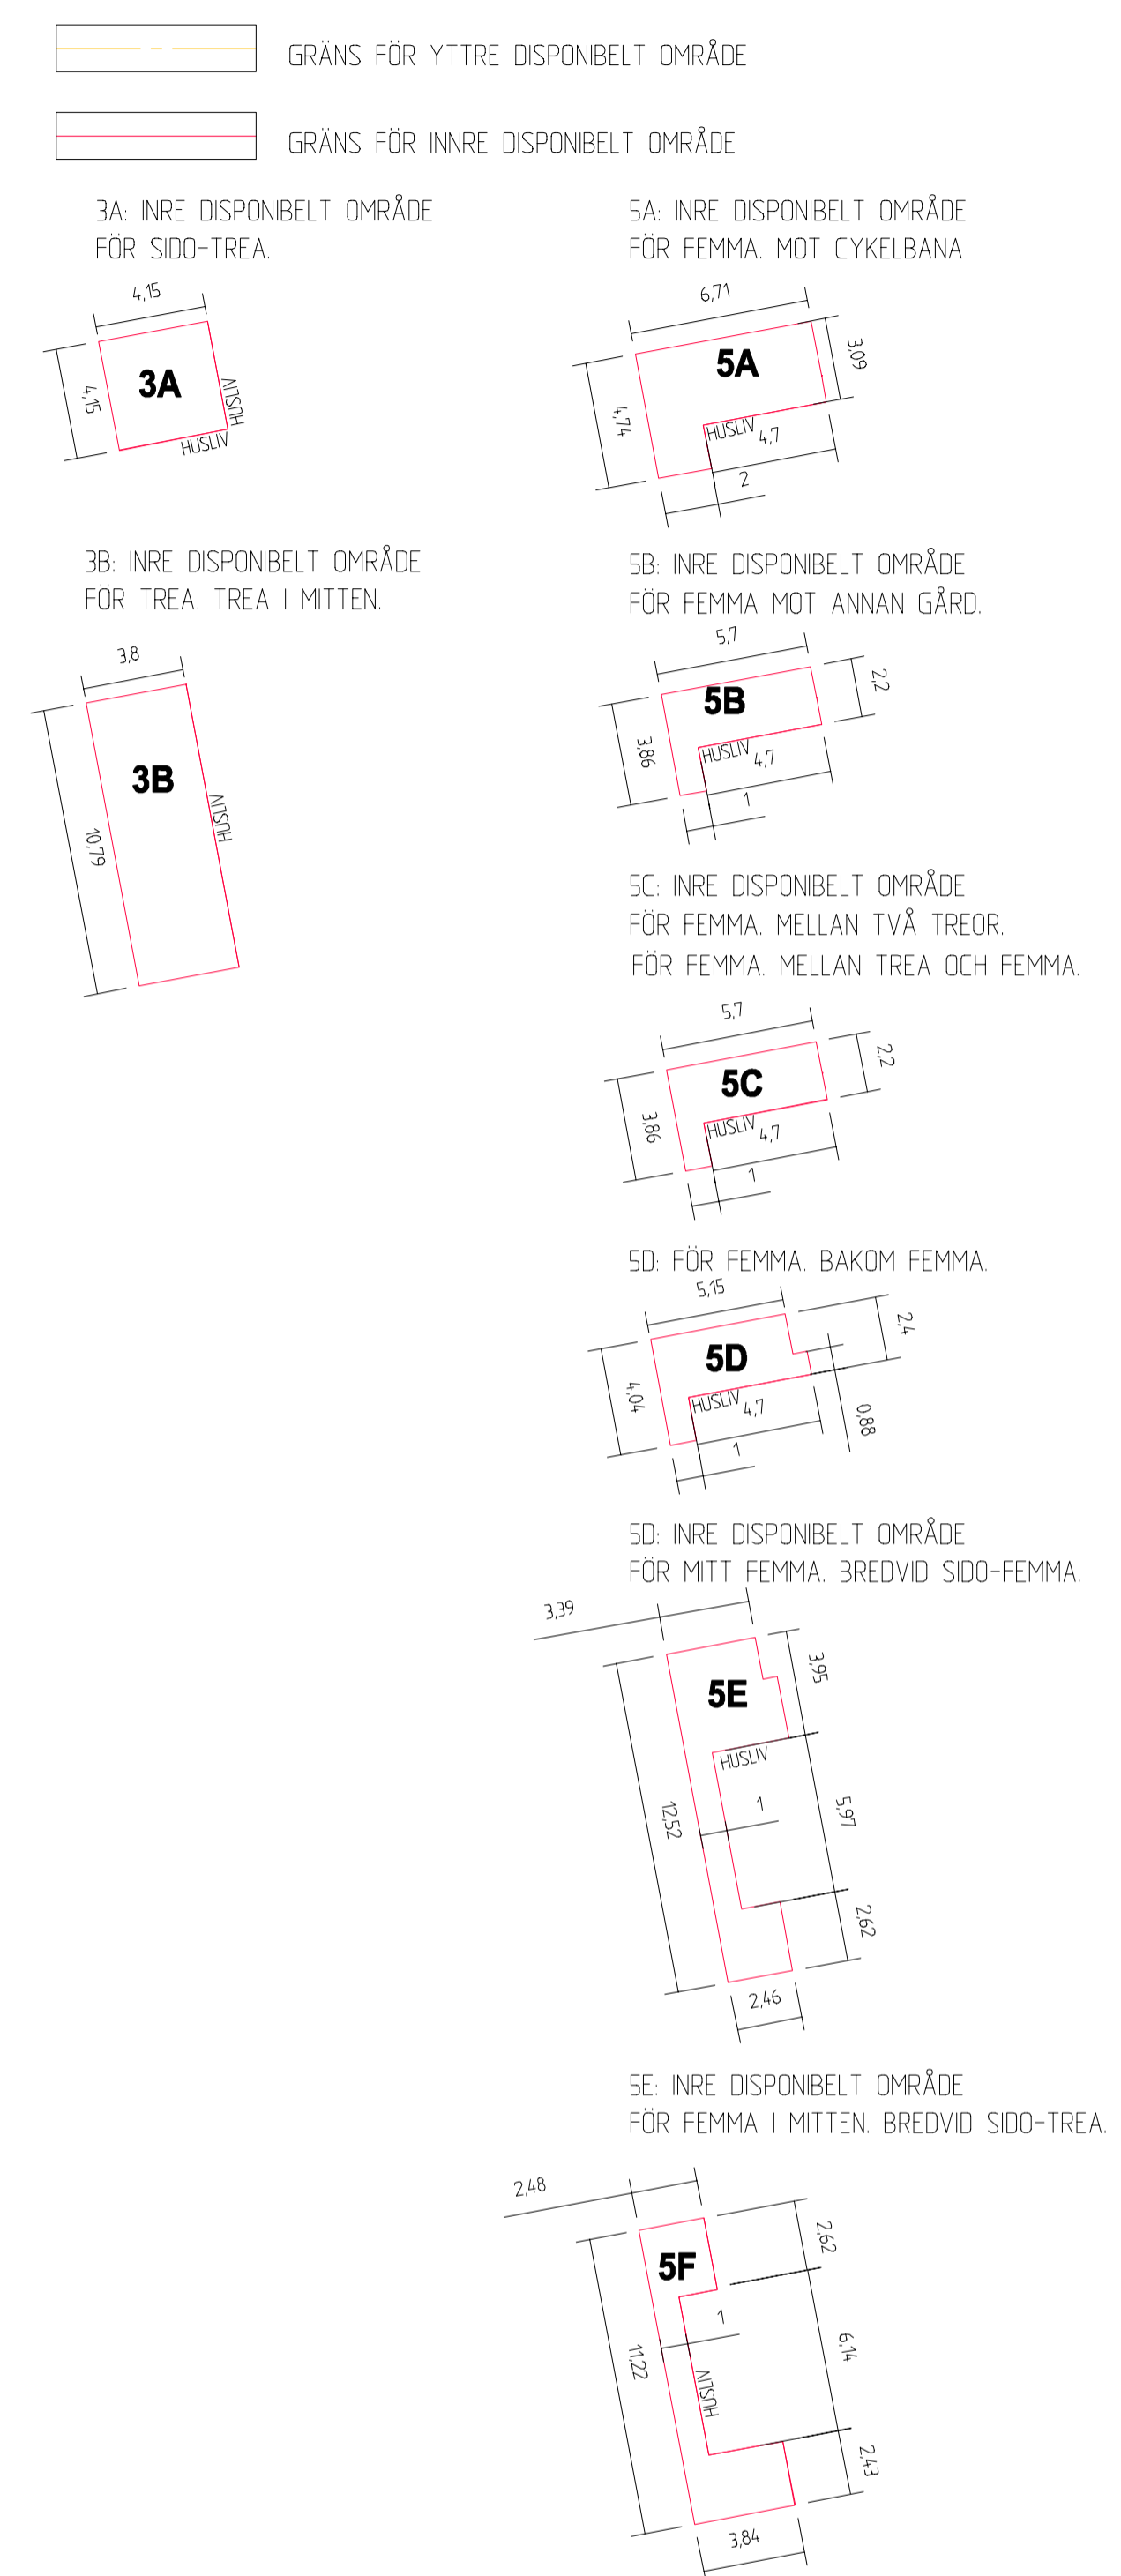 GRÄNS FÖR YTTRE DISPONIBELT OMRÅDE
GRÄNS FÖR INNRE DISPONIBELT OMRÅDE
3A: INRE DISPONIBELT OMRÅDE
FÖR SIDO-TREA.
4,15
4,15
3A
HUSLIV
HUSLIV
3B: INRE DISPONIBELT OMRÅDE
FÖR TREA. TREA I MITTEN.
3,8
3B
10,79
HUSLIV
5A: INRE DISPONIBELT OMRÅDE
FÖR FEMMA. MOT CYKELBANA
6,71
5A
3,09
4,74
HUSLIV
4,7
2
5B: INRE DISPONIBELT OMRÅDE
FÖR FEMMA MOT ANNAN GÅRD.
5,7
5B
2,2
3,86
HUSLIV
4,7
1
5C: INRE DISPONIBELT OMRÅDE
FÖR FEMMA. MELLAN TVÅ TREOR.
FÖR FEMMA. MELLAN TREA OCH FEMMA.
5,7
5C
2,2
3,86
HUSLIV
4,7
1
5D: FÖR FEMMA. BAKOM FEMMA.
5,15
5D
2,4
4,04
HUSLIV
4,7
0,88
1
5D: INRE DISPONIBELT OMRÅDE
FÖR MITT FEMMA. BREDVID SIDO-FEMMA.
3,39
5E
3,95
HUSLIV
12,52
1
5,97
2,62
2,46
5E: INRE DISPONIBELT OMRÅDE
FÖR FEMMA I MITTEN. BREDVID SIDO-TREA.
2,48
5F
2,62
1
11,22
6,14
HUSLIV
2,43
3,84